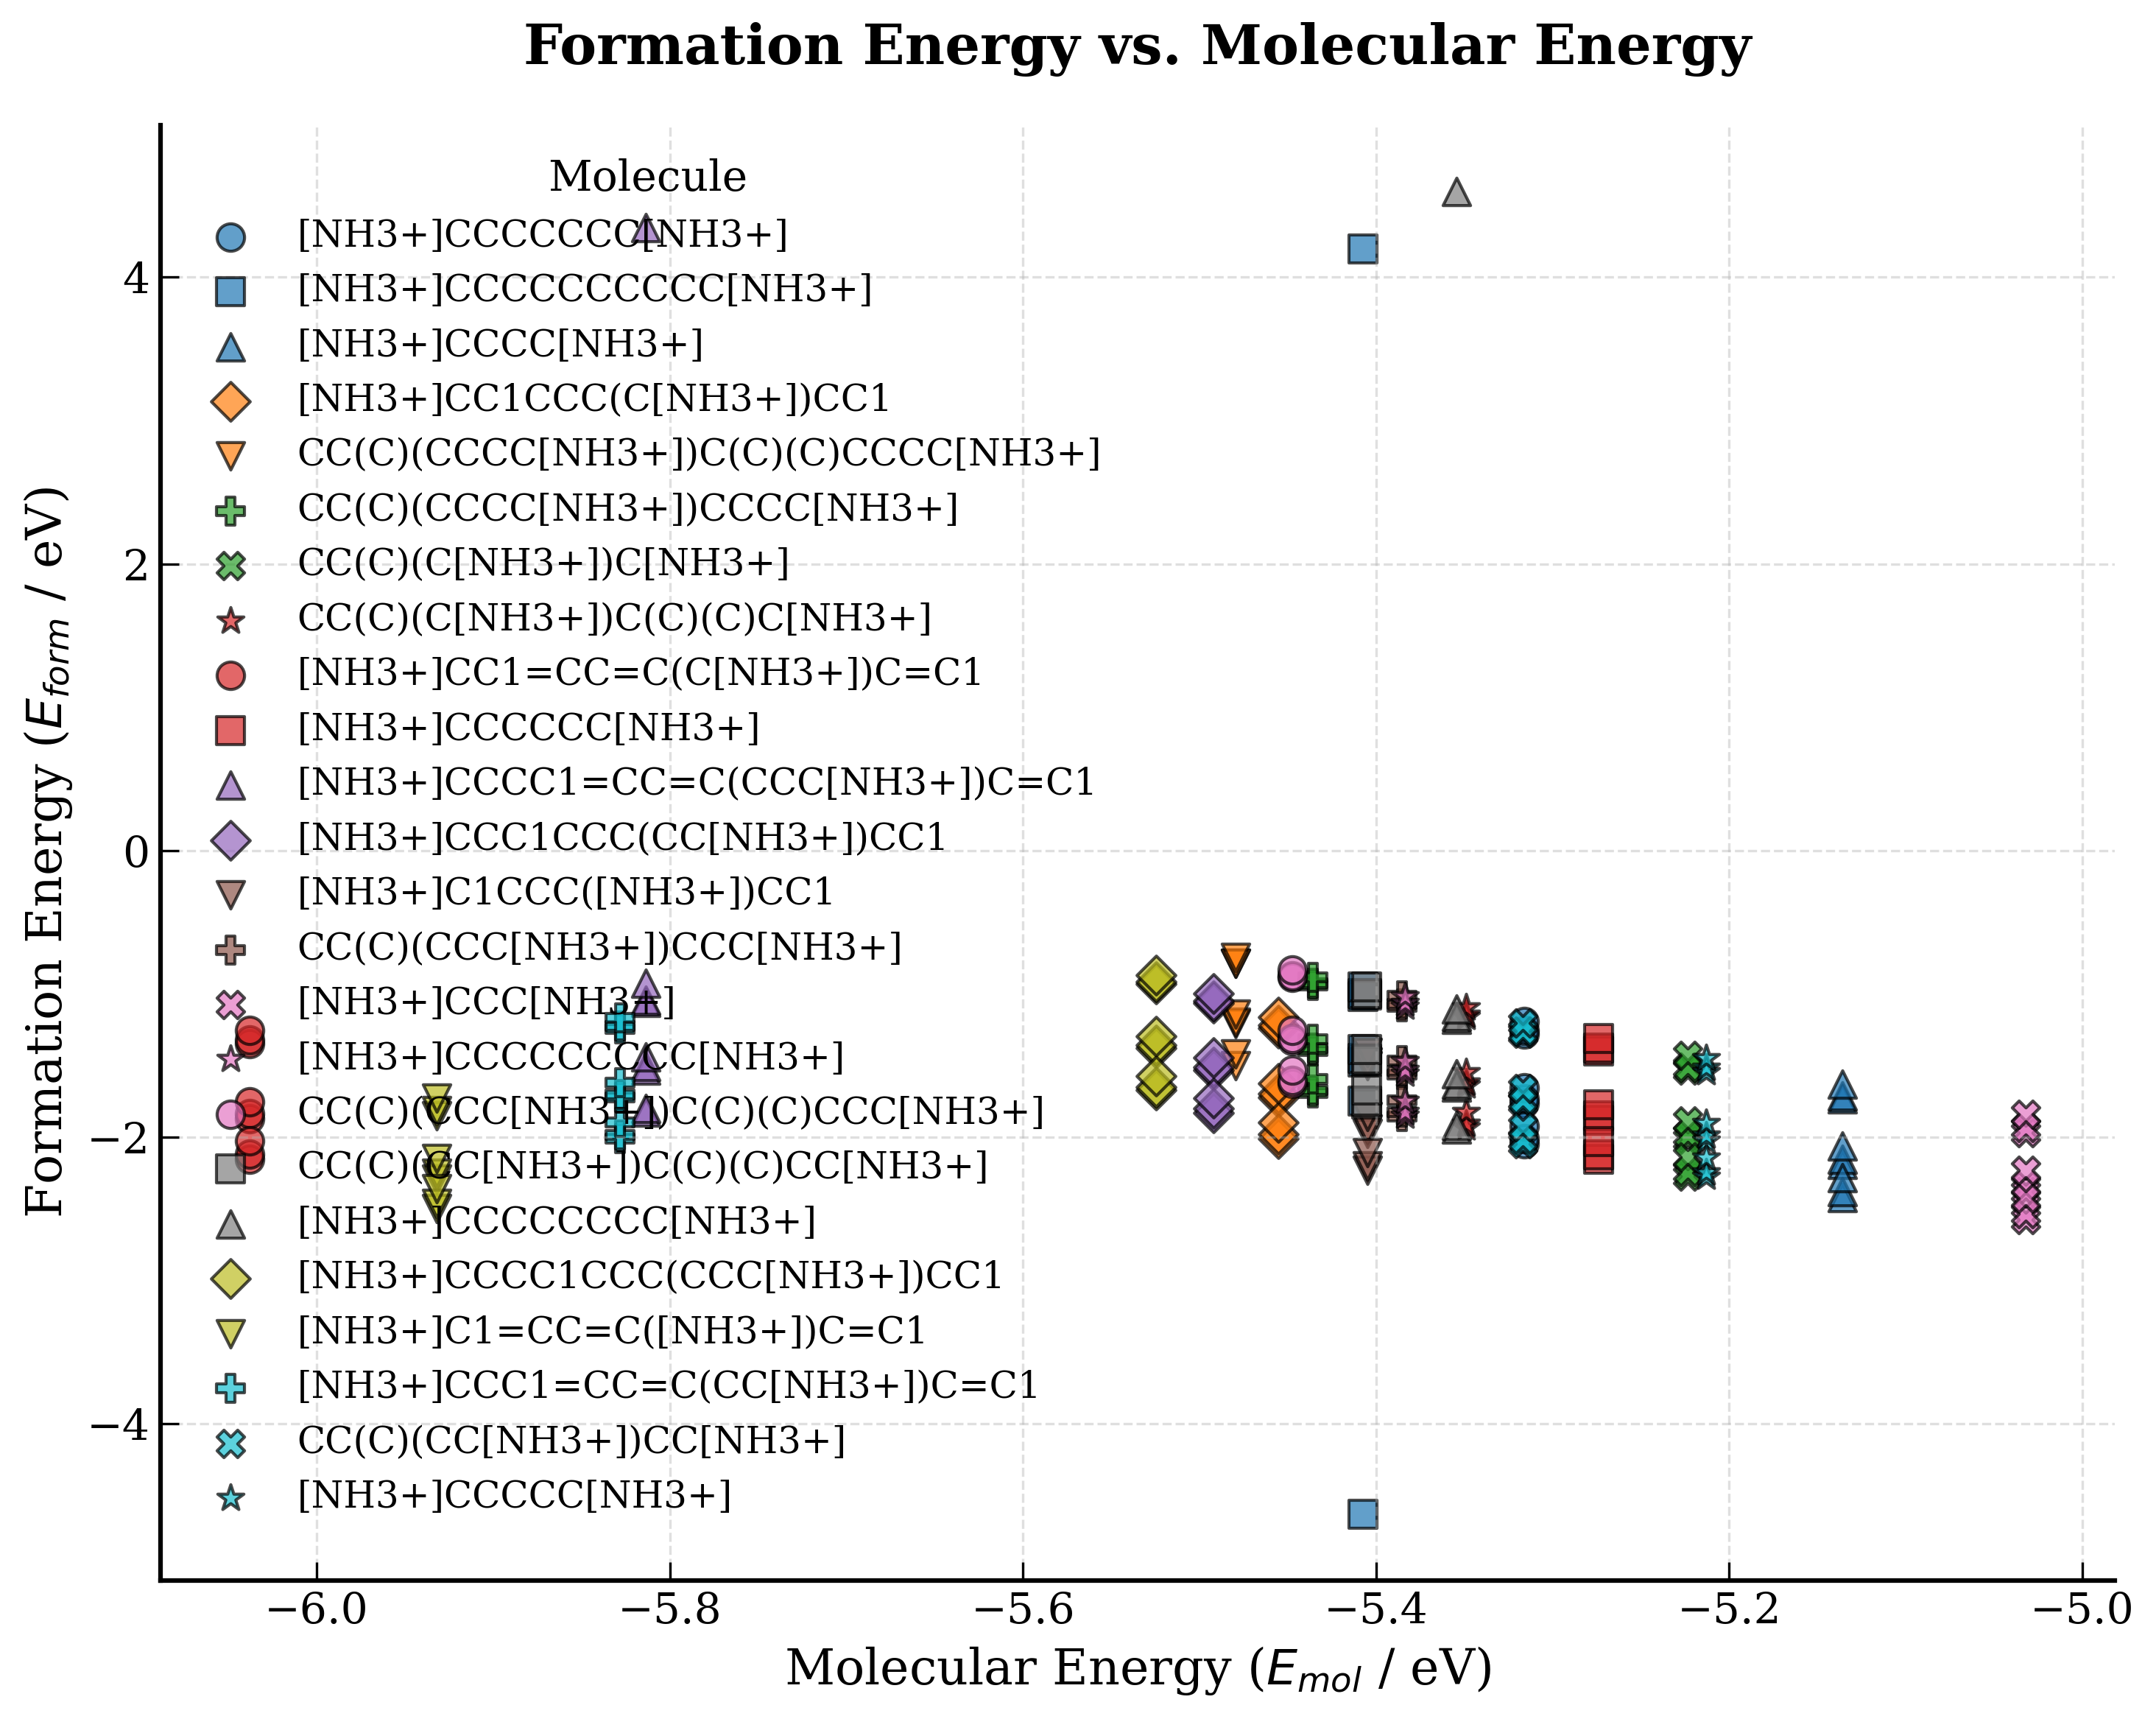 Formation Energy vs. Molecular Energy
Molecule
[NH3+]CCCCCCC[NH3+]
[NH3+]CCCCCCCCCC[NH3+]
[NH3+]CCCC[NH3+]
[NH3+]CC1CCC(C[NH3+])CC1
CC(C)(CCCC[NH3+])C(C)(C)CCCC[NH3+]
CC(C)(CCCC[NH3+])CCCC[NH3+]
CC(C)(C[NH3+])C[NH3+]
CC(C)(C[NH3+])C(C)(C)C[NH3+]
[NH3+]CC1=CC=C(C[NH3+])C=C1
[NH3+]CCCCCC[NH3+]
[NH3+]CCCC1=CC=C(CCC[NH3+])C=C1
[NH3+]CCC1CCC(CC[NH3+])CC1
[NH3+]C1CCC([NH3+])CC1
CC(C)(CCC[NH3+])CCC[NH3+]
[NH3+]CCC[NH3+]
[NH3+]CCCCCCCCC[NH3+]
CC(C)(CCC[NH3+])C(C)(C)CCC[NH3+]
CC(C)(CC[NH3+])C(C)(C)CC[NH3+]
[NH3+]CCCCCCCC[NH3+]
[NH3+]CCCC1CCC(CCC[NH3+])CC1
[NH3+]C1=CC=C([NH3+])C=C1
[NH3+]CCC1=CC=C(CC[NH3+])C=C1
CC(C)(CC[NH3+])CC[NH3+]
[NH3+]CCCCC[NH3+]
Formation Energy (E_form / eV)
4
2
0
−2
−4
−6.0 −5.8 −5.6 −5.4 −5.2 −5.0
Molecular Energy (E_mol / eV)